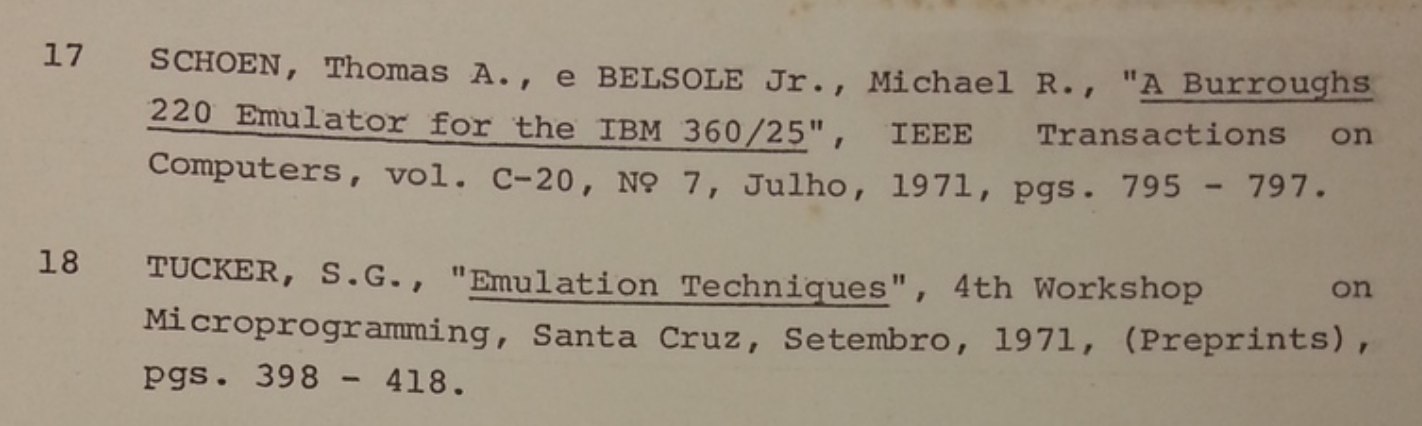 17 SCHOEN, Thomas A., e BELSOLE Jr., Michael R., "A Burroughs
220 Emulator for the IBM 360/25", IEEE Transactions on
Computers, vol. C-20, Nº 7, Julho, 1971, pgs. 795 - 797.
18 TUCKER, S.G., "Emulation Techniques", 4th Workshop on
Microprogramming, Santa Cruz, Setembro, 1971, (Preprints),
pgs. 398 - 418.